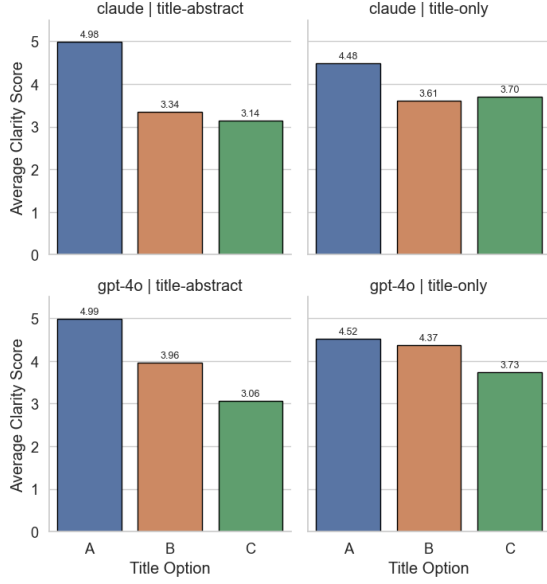 claude | title-abstract
claude | title-only
Average Clarity Score
5
4
3
2
1
0
4.98
3.34
3.14
4.48
3.61
3.70
gpt-4o | title-abstract
gpt-4o | title-only
Average Clarity Score
5
4
3
2
1
0
4.99
3.96
3.06
4.52
4.37
3.73
A B C
A B C
Title Option
Title Option